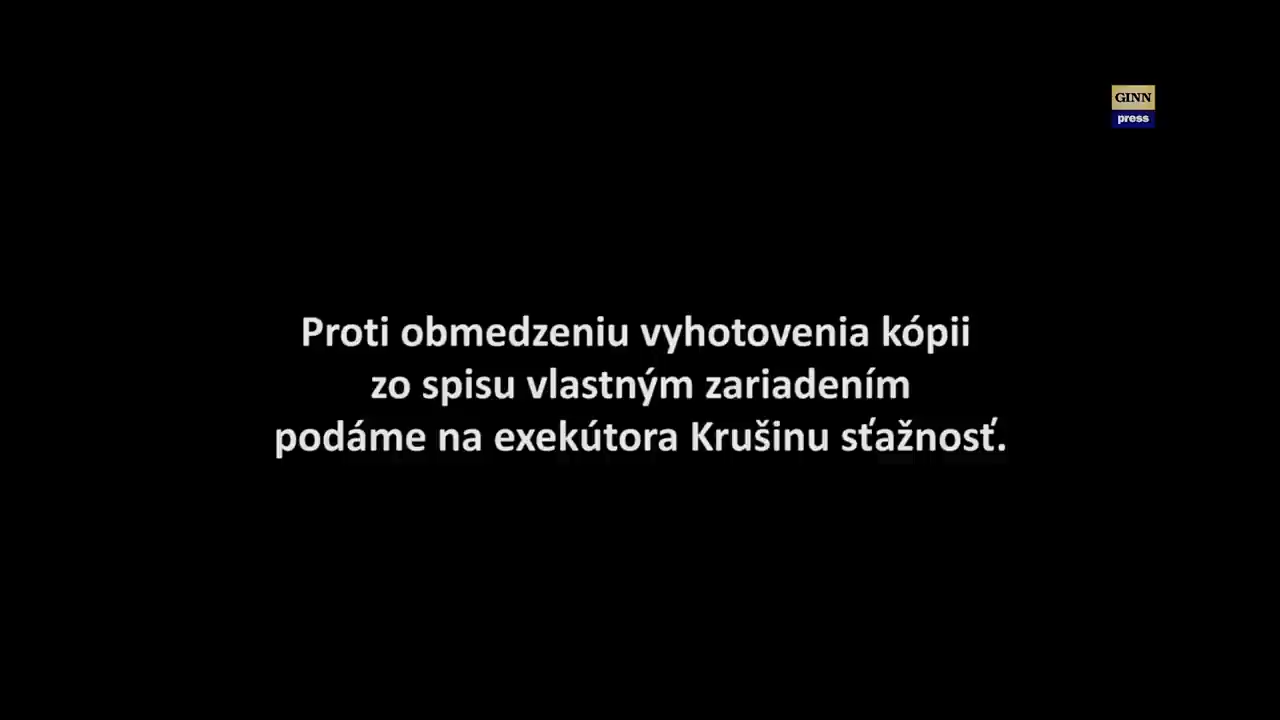 GINN
press
Proti obmedzeniu vyhotovenia kópii
zo spisu vlastným zariadením
podáme na exekútora Krušinu sťažnosť.